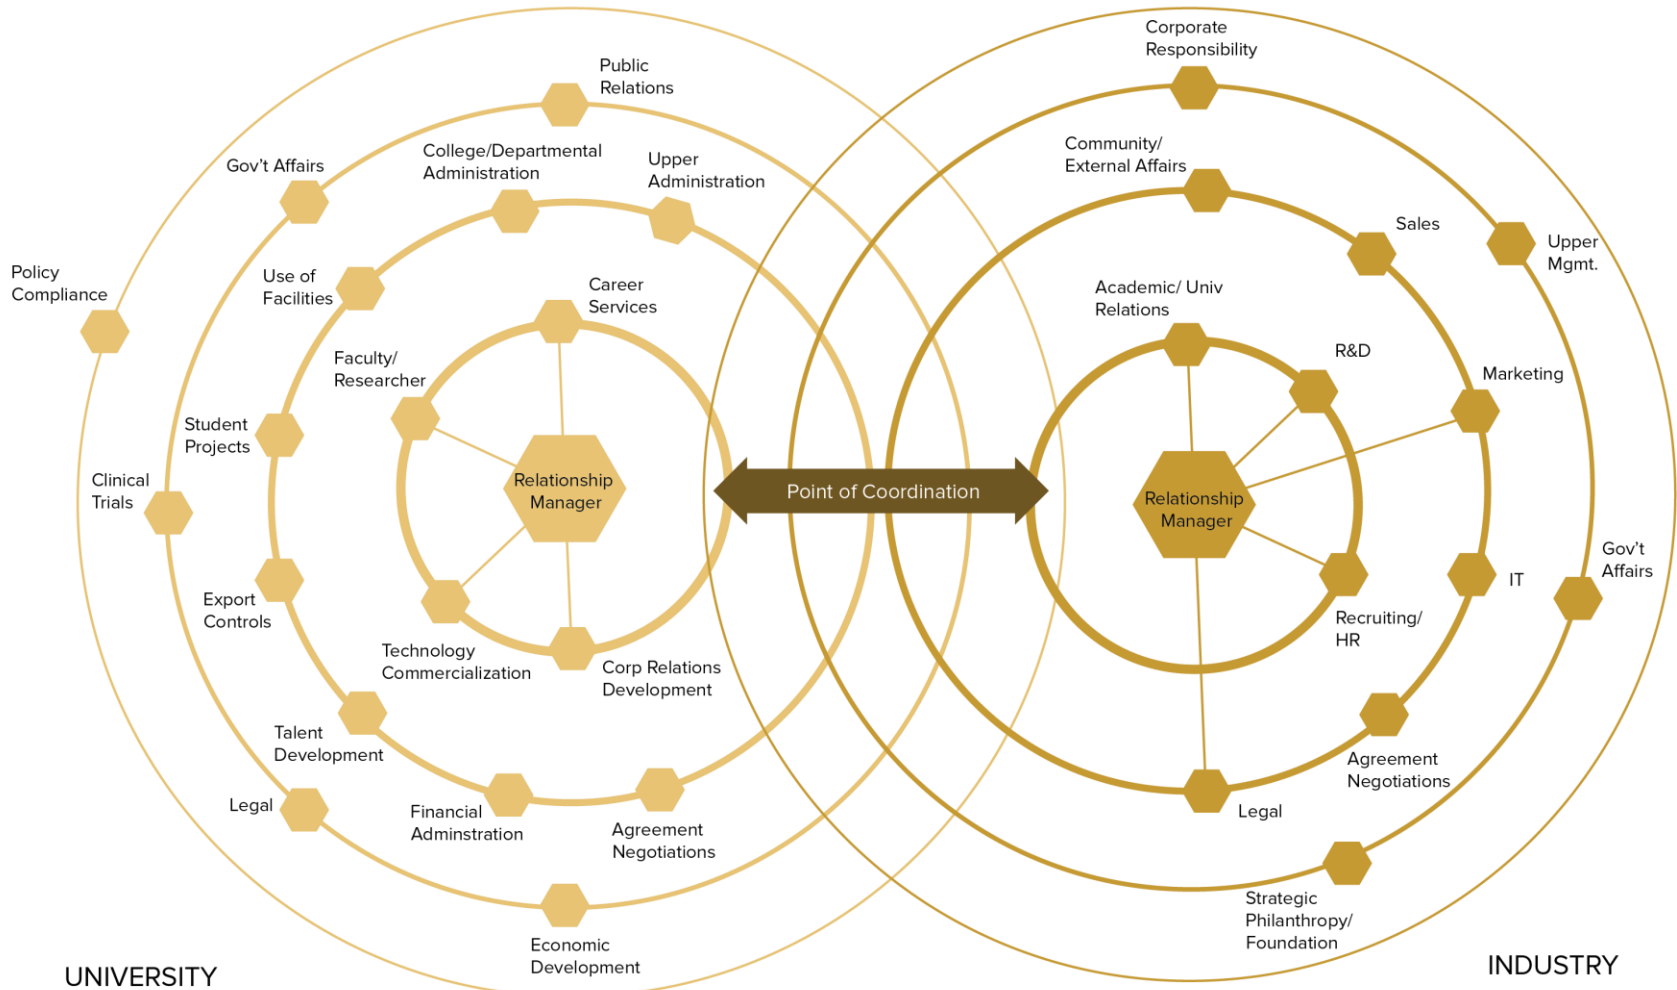 Corporate
Responsibility
Public
Relations
Community/
External Affairs
College/Departmental
Administration
Upper
Administration
Gov't Affairs
Sales
Upper
Mgmt.
Policy
Compliance
Use of
Facilities
Career
Services
Academic/ Univ
Relations
R&D
Faculty/
Researcher
Marketing
Student
Projects
Clinical
Trials
Relationship
Manager
Point of Coordination
Relationship
Manager
Gov't
Affairs
IT
Export
Controls
Recruiting/
HR
Technology
Commercialization
Corp Relations
Development
Talent
Development
Agreement
Negotiations
Legal
Financial
Adminstration
Agreement
Negotiations
Legal
Strategic
Philanthropy/
Foundation
Economic
Development
UNIVERSITY
INDUSTRY